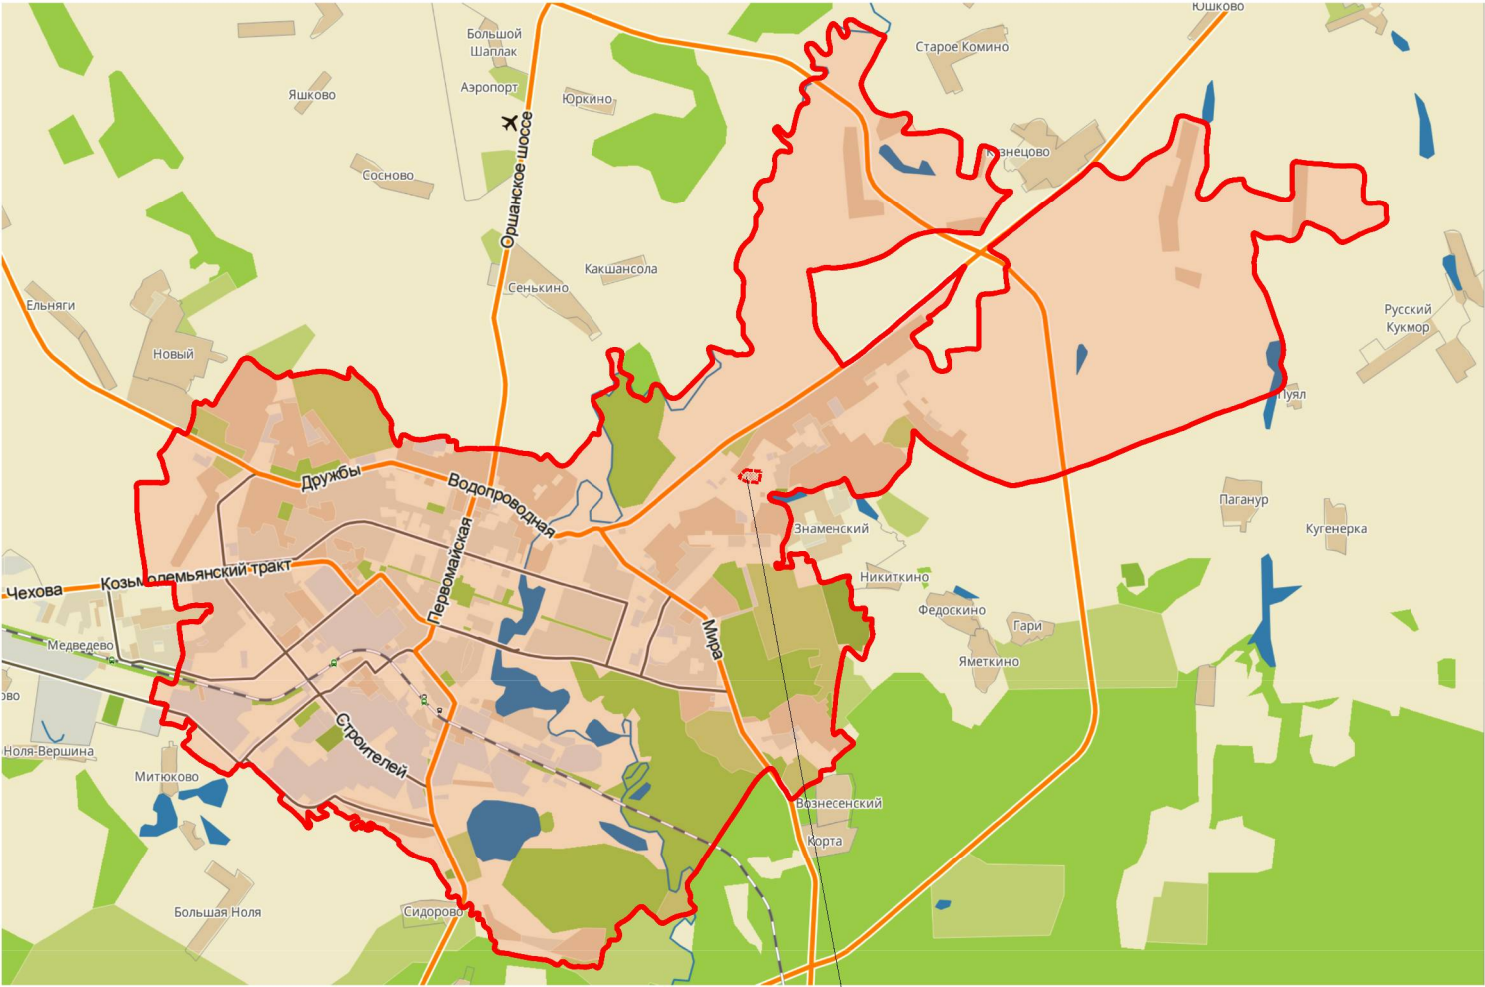 Юшково
Большой
Шаплак
Старое Комино
Аэропорт
Яшково
Юркино
Оршанское шоссе
Кузнецово
Сосново
Какшансола
Сенькино
Ельняги
Новый
Русский
Кукмор
Пуял
Дружбы
Водопроводная
Паганур
Кугенерка
Знаменский
Первомайская
Козьмодемьянский тракт
Чехова
Никиткино
Федоскино
Гари
Мира
Медведево
Яметкино
ово
Строителей
Ноля-Вершина
Митюково
Вознесенский
Корта
Большая Ноля
Сидорово